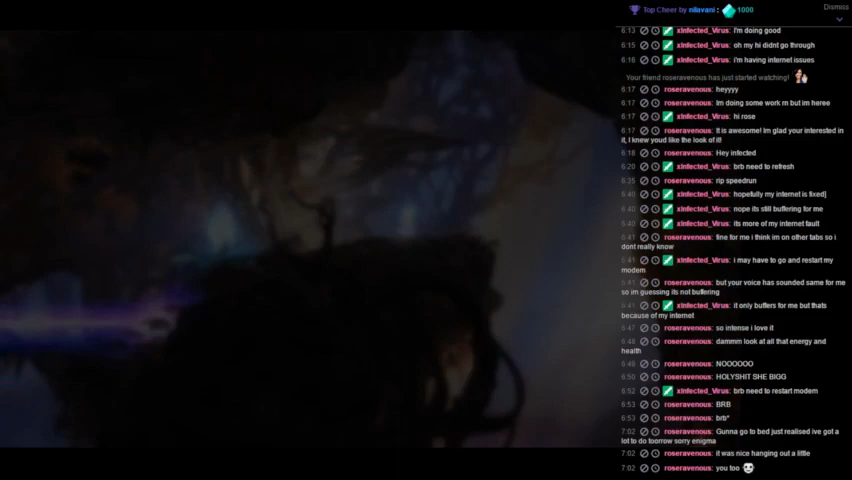 Top Cheer by nilavani : 1000
Dismiss
6:13 xInfected_Virus: i'm doing good
6:15 xInfected_Virus: oh my hi didnt go through
6:16 xInfected_Virus: i'm having internet issues
Your friend roseravenous has just started watching!
6:17 roseravenous: heyyyy
6:17 roseravenous: Im doing some work rn but im heree
6:17 xInfected_Virus: hi rose
6:17 roseravenous: It is awesome! Im glad your interested in
it, I knew youd like the look of it!
6:18 roseravenous: Hey infected
6:20 xInfected_Virus: brb need to refresh
roseravenous: rip speedrun
xInfected_Virus: hopefully my internet is fixed]
xInfected_Virus: nope its still buffering for me
xInfected_Virus: its more of my internet fault
6:41 roseravenous: fine for me i think im on other tabs so i
dont really know
6:41 xInfected_Virus: i may have to go and restart my
modem
6:41 roseravenous: but your voice has sounded same for me
so im guessing its not buffering
6:41 xInfected_Virus: it only buffers for me but thats
because of my internet
6:47 roseravenous: so intense i love it
6:48 roseravenous: dammm look at all that energy and
health
6:49 roseravenous: NOOOOOO
6:50 roseravenous: HOLYSHIT SHE BIGG
6:52 xInfected_Virus: brb need to restart modem
6:53 roseravenous: BRB
6:53 roseravenous: brb*
7:02 roseravenous: Gunna go to bed just realised ive got a
lot to do toorrow sorry enigma
7:02 roseravenous: it was nice hanging out a little
7:02 roseravenous: you too